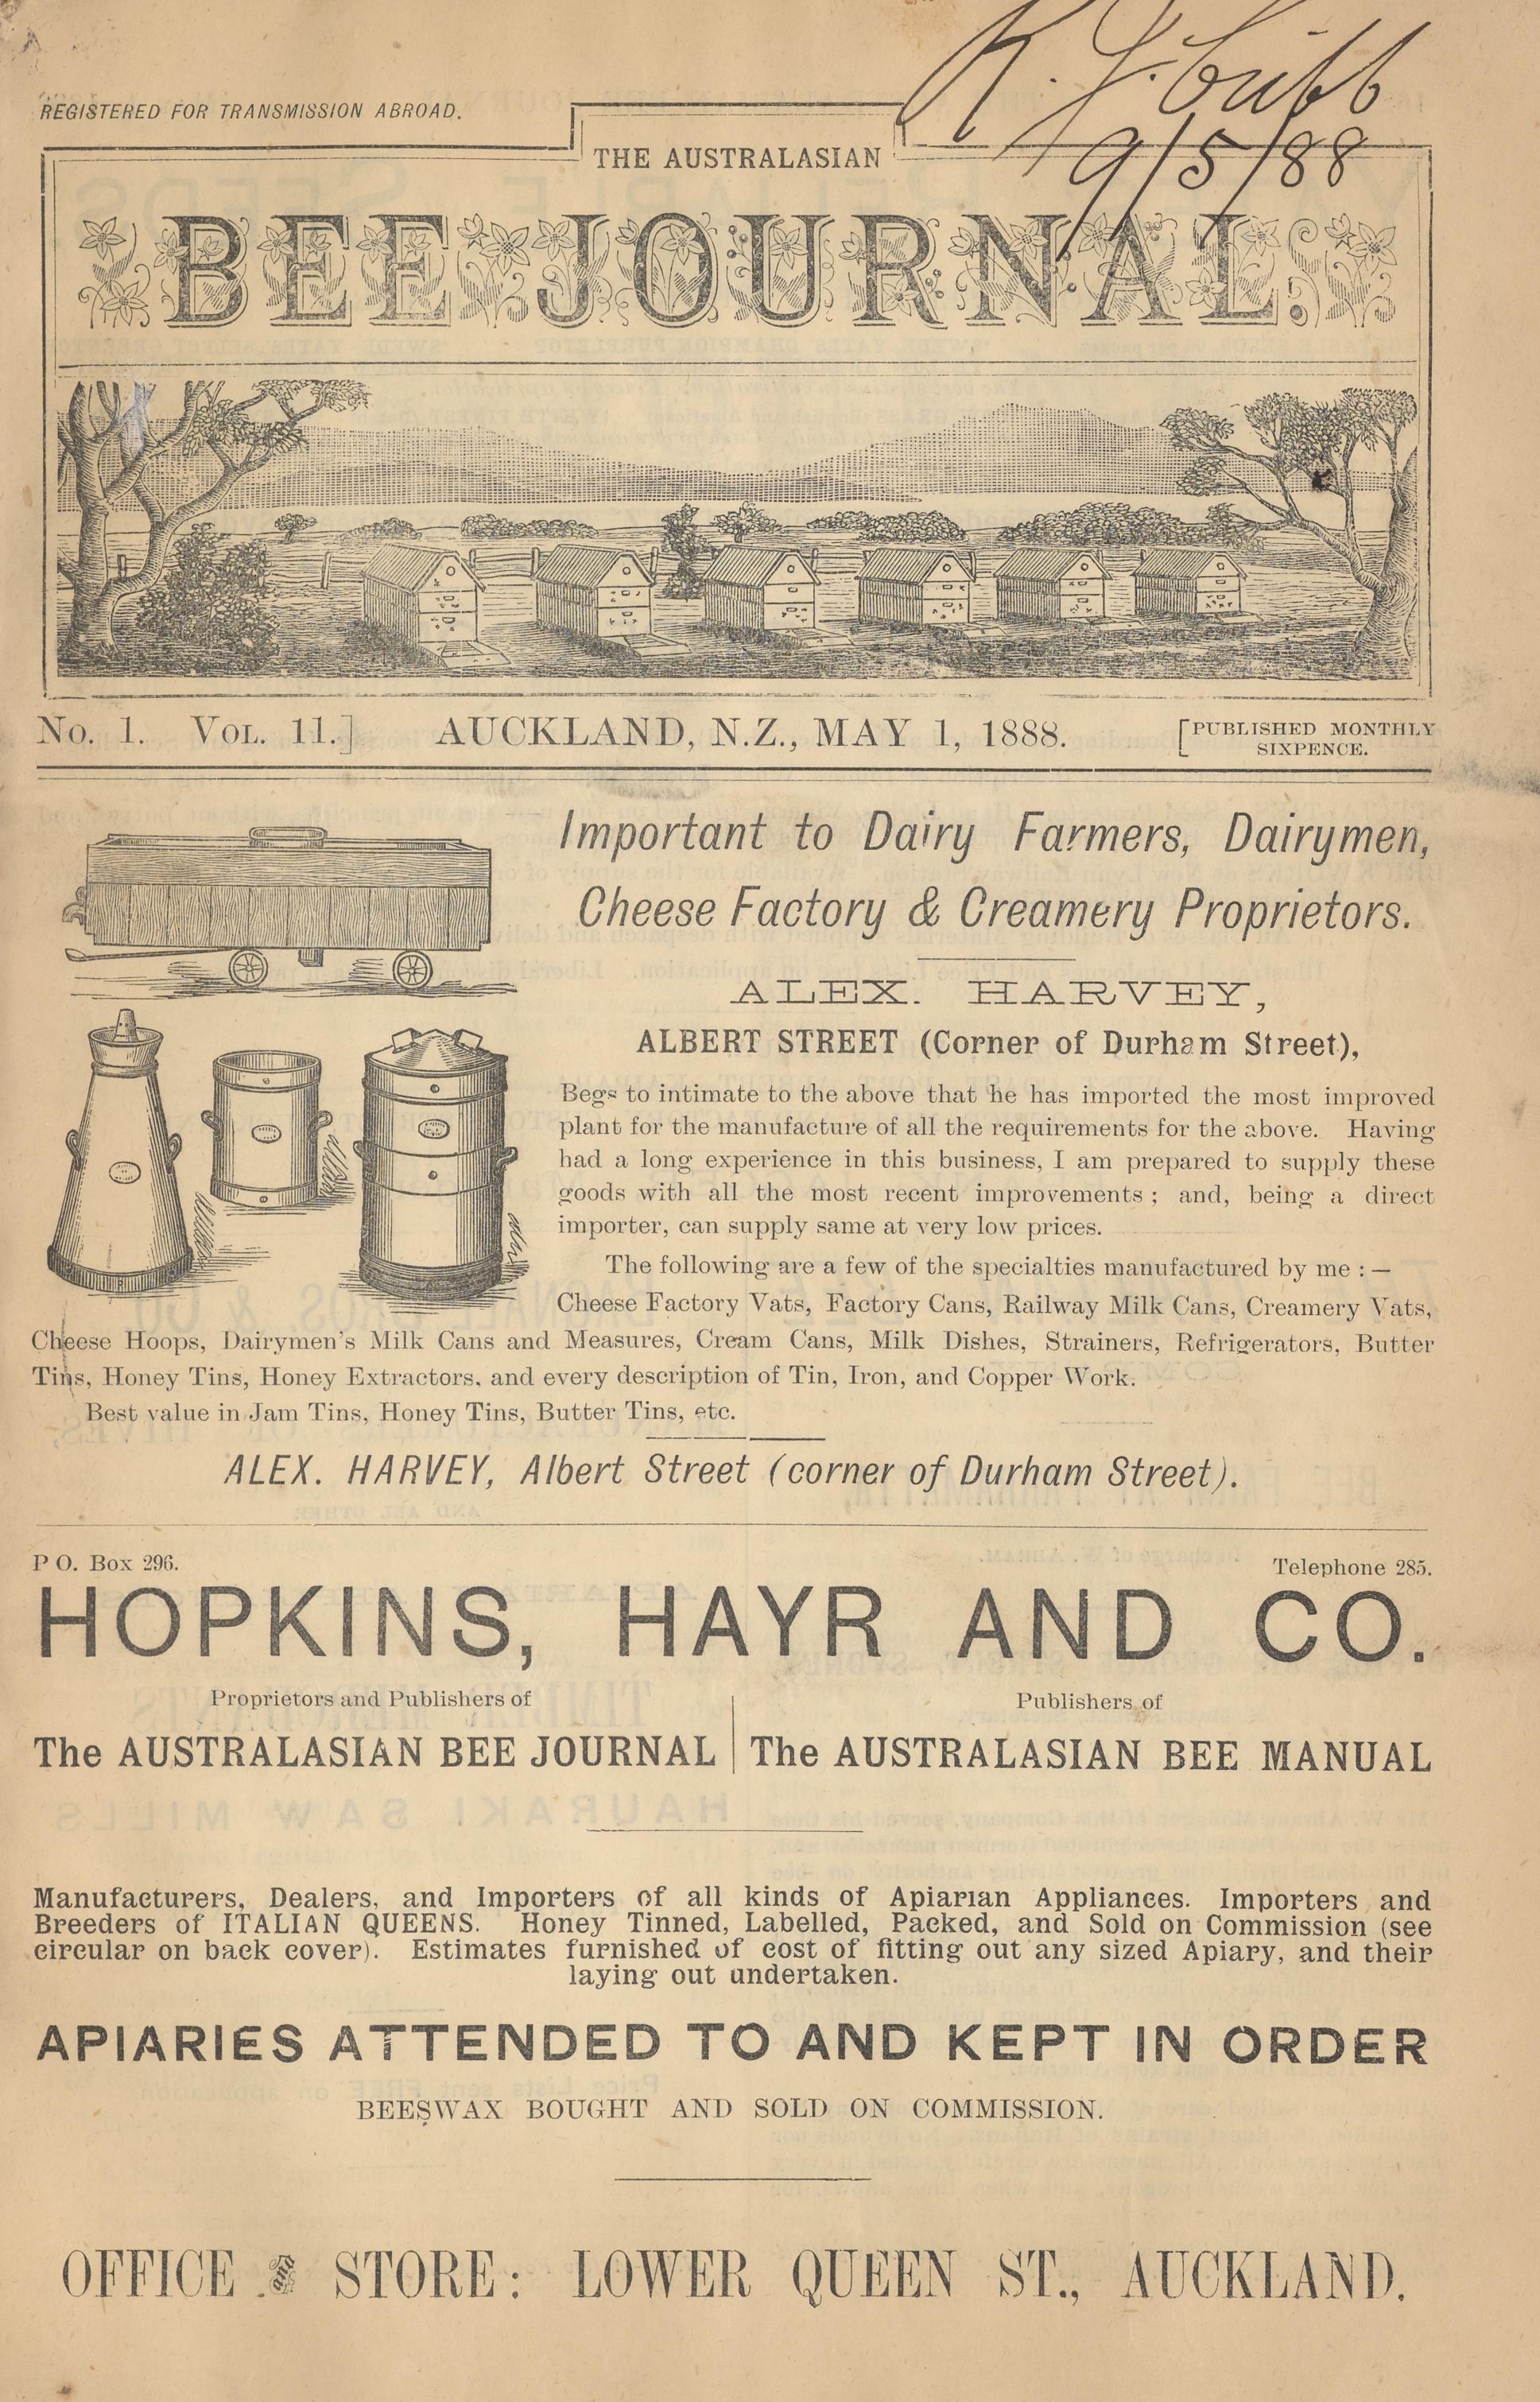 R. J. Gibb
9/5/88
REGISTERED FOR TRANSMISSION ABROAD.
THE AUSTRALASIAN
BEE JOURNAL.
No. 1. VOL. 11.] AUCKLAND, N.Z., MAY 1, 1888. [PUBLISHED MONTHLY
SIXPENCE.
Important to Dairy Farmers, Dairymen,
Cheese Factory & Creamery Proprietors.
ALEX. HARVEY,
ALBERT STREET (Corner of Durham Street),
Begs to intimate to the above that he has imported the most improved
plant for the manufacture of all the requirements for the above. Having
had a long experience in this business, I am prepared to supply these
goods with all the most recent improvements; and, being a direct
importer, can supply same at very low prices.
The following are a few of the specialties manufactured by me :—
Cheese Factory Vats, Factory Cans, Railway Milk Cans, Creamery Vats,
Cheese Hoops, Dairymen's Milk Cans and Measures, Cream Cans, Milk Dishes, Strainers, Refrigerators, Butter
Tins, Honey Tins, Honey Extractors, and every description of Tin, Iron, and Copper Work.
Best value in Jam Tins, Honey Tins, Butter Tins, etc.
ALEX. HARVEY, Albert Street (corner of Durham Street).
P O. Box 296. Telephone 285.
HOPKINS, HAYR AND CO.
Proprietors and Publishers of
The AUSTRALASIAN BEE JOURNAL
Publishers of
The AUSTRALASIAN BEE MANUAL
Manufacturers, Dealers, and Importers of all kinds of Apiarian Appliances. Importers and
Breeders of ITALIAN QUEENS. Honey Tinned, Labelled, Packed, and Sold on Commission (see
circular on back cover). Estimates furnished of cost of fitting out any sized Apiary, and their
laying out undertaken.
APIARIES ATTENDED TO AND KEPT IN ORDER
BEESWAX BOUGHT AND SOLD ON COMMISSION.
OFFICE & STORE: LOWER QUEEN ST., AUCKLAND.